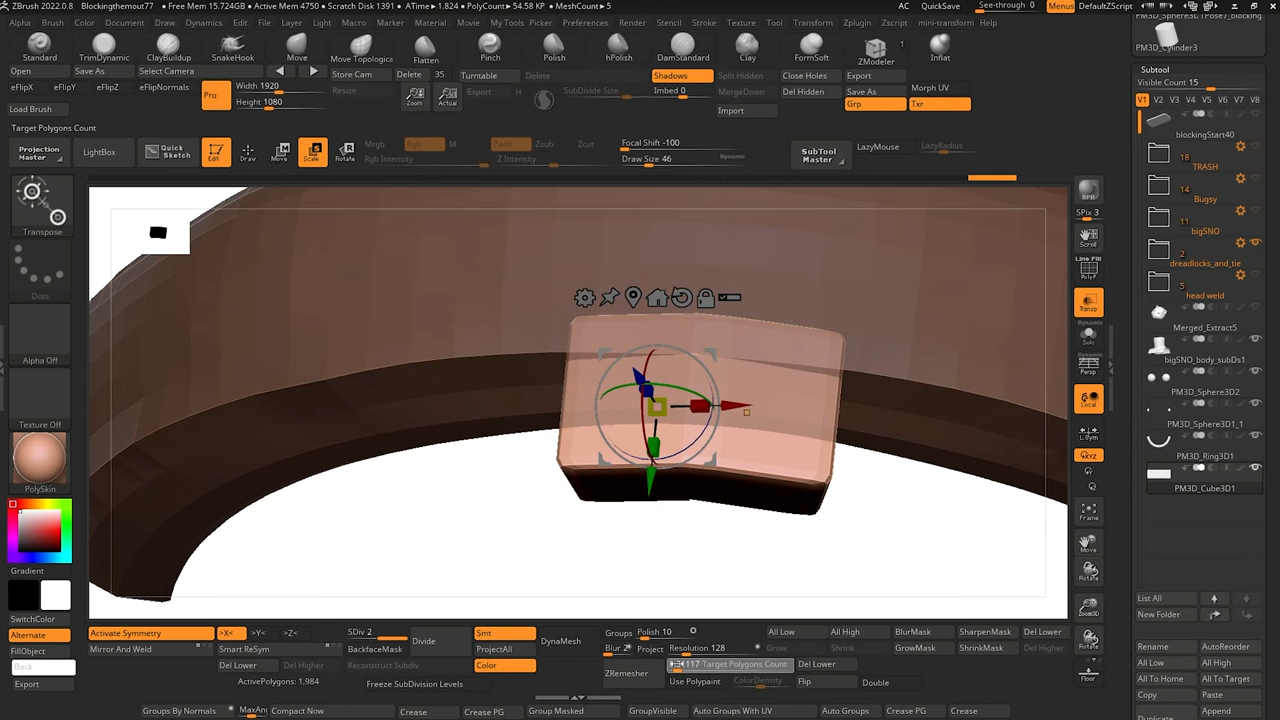 ZBrush 2022.0.8 Blockingthemout77 • Free Mem 15.724GB • Active Mem 4750 • Scratch Disk 1391 • ATime▸1.824 • PolyCount▸54.58 KP • MeshCount▸5 AC QuickSave See-through 0 Menus DefaultZScript
Alpha Brush Color Document Draw Dynamics Edit File Layer Light Macro Marker Material Movie My Tools Picker Preferences Render Stencil Stroke Texture Tool Transform Zplugin Zscript mini-transform Help
PM3D_Cylinder3
Standard TrimDynamic ClayBuildup SnakeHook Move Move Topologica Flatten Pinch Polish hPolish DamStandard Clay FormSoft ZModeler 1 Inflat
Open Save As Select Camera Store Cam Delete 35 Turntable Delete Shadows Split Hidden Close Holes Export
eFlipX eFlipY eFlipZ eFlipNormals Pro Width 1920 Height 1080 Resize Zoom Actual Export H SubDivide Size Imbed 0 MergeDown Del Hidden Save As Morph UV
Load Brush Import Grp Txr
Target Polygons Count
Projection Master LightBox Quick Sketch Edit Draw Move Scale Rotate Mrgb Rgb M Zadd Zsub Zcut Focal Shift -100 SubTool Master LazyMouse LazyRadius
Rgb Intensity Z Intensity Draw Size 46 Dynamic
Transpose
Dots
Alpha Off
Texture Off
PolySkin
Gradient
SwitchColor
Alternate
FillObject
Back
Export
BPR
SPix 3
Scroll
Line Fill
PolyF
Transp
Dynamic
Solo
Persp
Local
L.Sym
XYZ
Frame
Move
Rotate
Zoom3D
Rotate
Floor
Subtool
Visible Count 15
V1 V2 V3 V4 V5 V6 V7 V8
blockingStart40
18 TRASH
14 Bugsy
11 bigSNO
2 dreadlocks_and_tie
5 head weld
Merged_Extract5
bigSNO_body_subDs1
PM3D_Sphere3D2
PM3D_Sphere3D1_1
PM3D_Ring3D1
PM3D_Cube3D1
List All
New Folder
Rename AutoReorder
All Low All High
All To Home All To Target
Copy Paste
Duplicate Append
Activate Symmetry >X< >Y< >Z< SDiv 2 Divide Smt DynaMesh Groups Polish 10 All Low All High BlurMask SharpenMask Del Lower
Mirror And Weld Smart ReSym BackfaceMask ProjectAll Blur 2 Project Resolution 128 Grow Shrink GrowMask ShrinkMask
Del Lower Del Higher Reconstruct Subdiv Color ZRemesher Target Polygons Count Del Lower
ActivePolygons: 1,984 Freeze SubDivision Levels Use Polypaint ColorDensity Flip Double
Groups By Normals MaxAng Compact Now Crease Crease PG Group Masked GroupVisible Auto Groups With UV Auto Groups Crease PG Crease